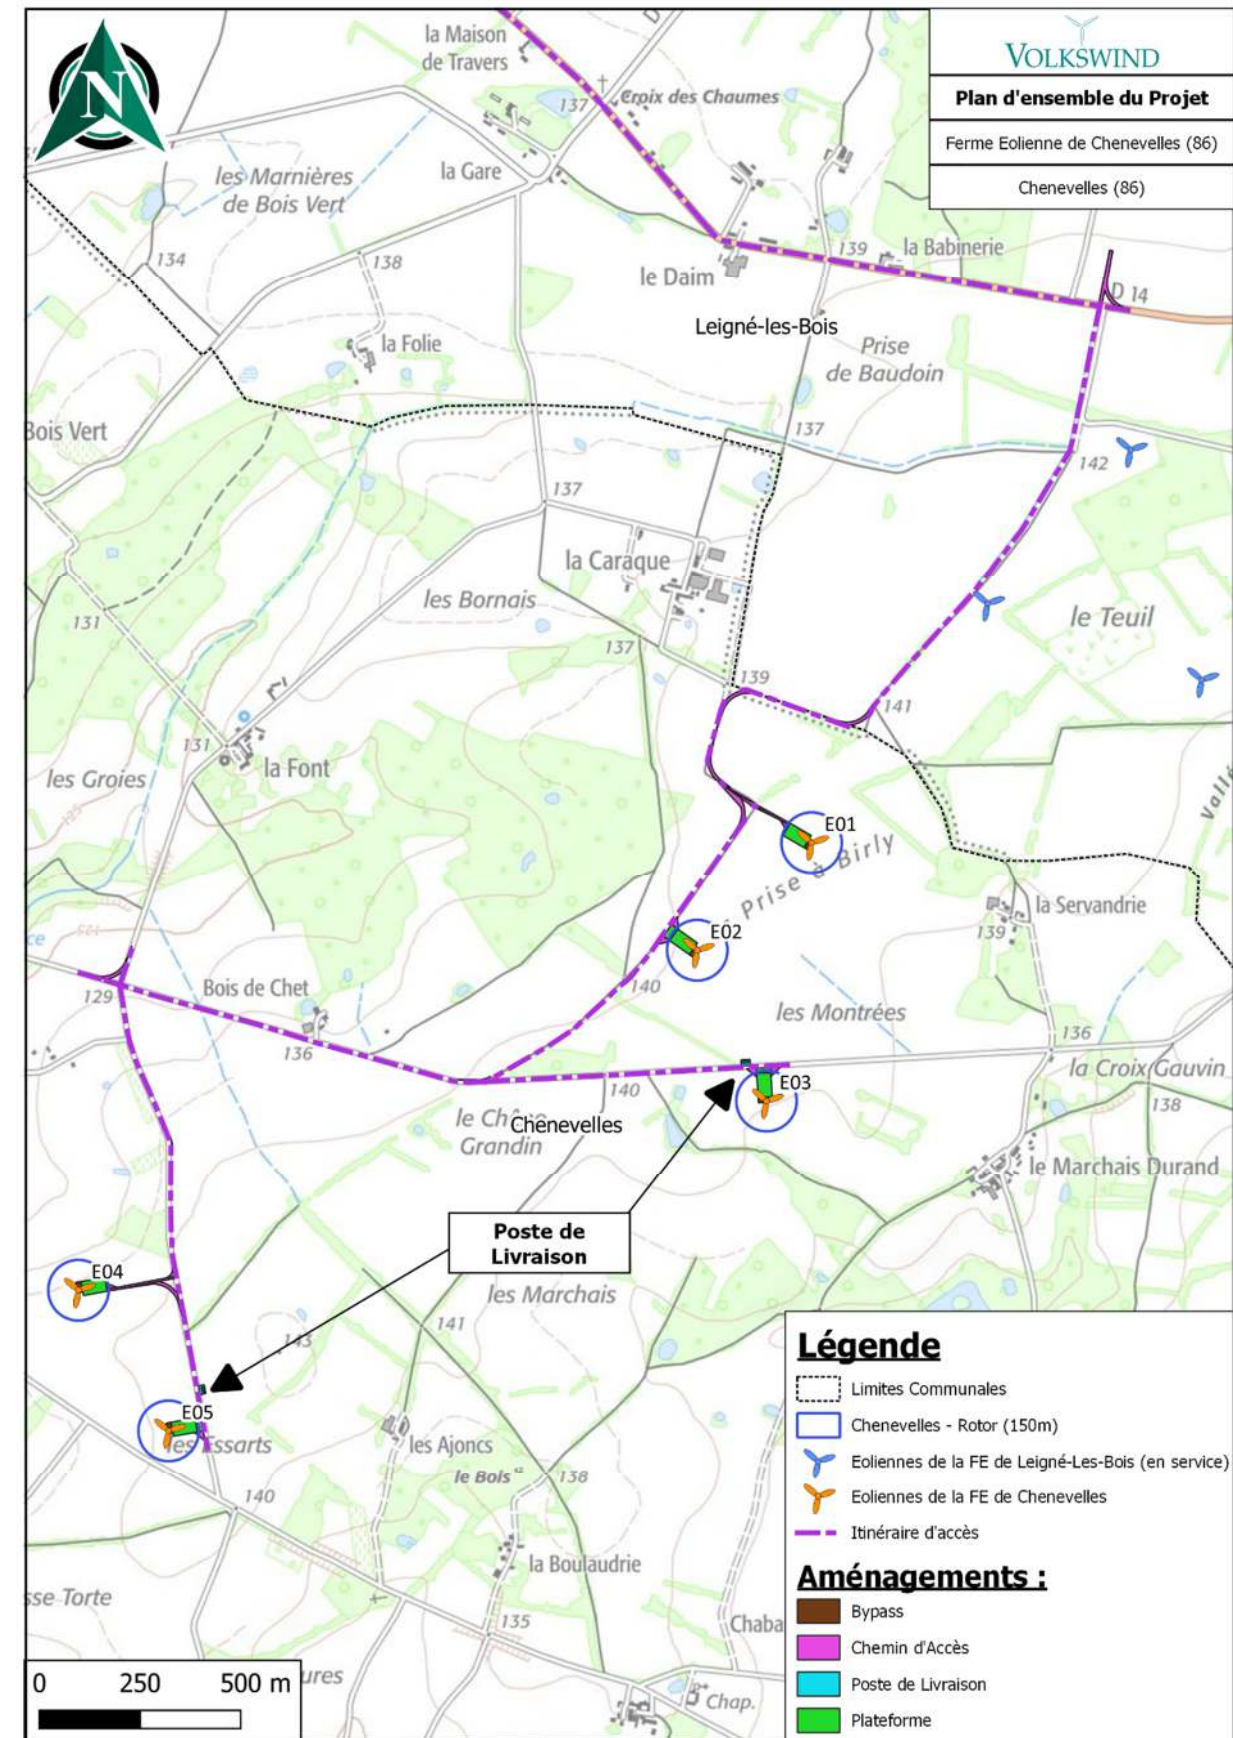 VOLKSWIND
Plan d'ensemble du Projet
Ferme Eolienne de Chenevelles (86)
Chenevelles (86)
N
la Maison
de Travers
137
Croix des Chaumes
la Gare
les Marnières
de Bois Vert
134
138
139
la Babinerie
le Daim
D 14
Leigné-les-Bois
la Folie
Prise
de Baudoin
Bois Vert
137
142
137
la Caraque
les Bornais
131
le Teuil
137
139
141
131
la Font
les Groies
125
E01
Prise à Birly
la Servandrie
E02
139
129
Bois de Chet
140
les Montrées
136
136
la Croix Gauvin
140
E03
138
le Chêne
Grandin
Chenevelles
le Marchais Durand
Poste de
Livraison
E04
les Marchais
141
143
E05
les Essarts
les Ajoncs
le Bois
138
140
la Boulaudrie
sse Torte
135
Chaba
ures
Chap.
0 250 500 m
Légende
Limites Communales
Chenevelles - Rotor (150m)
Eoliennes de la FE de Leigné-Les-Bois (en service)
Eoliennes de la FE de Chenevelles
Itinéraire d'accès
Aménagements :
Bypass
Chemin d'Accès
Poste de Livraison
Plateforme